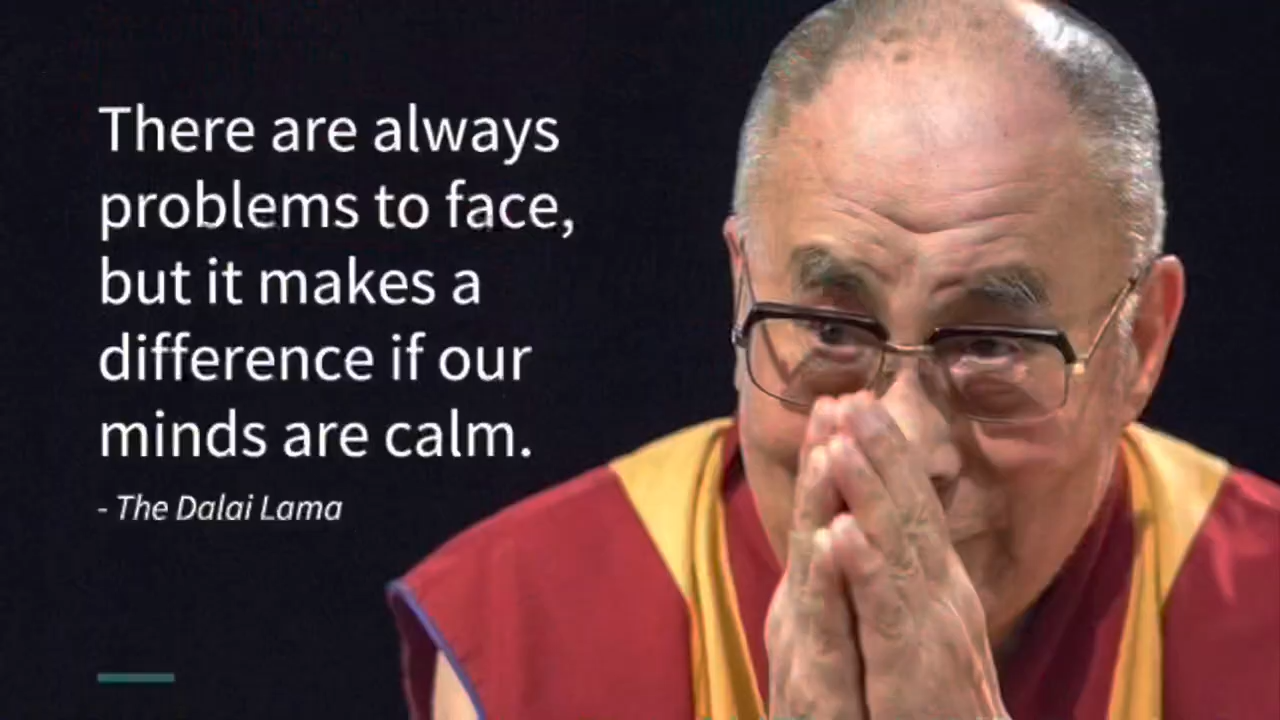 There are always
problems to face,
but it makes a
difference if our
minds are calm.
- The Dalai Lama